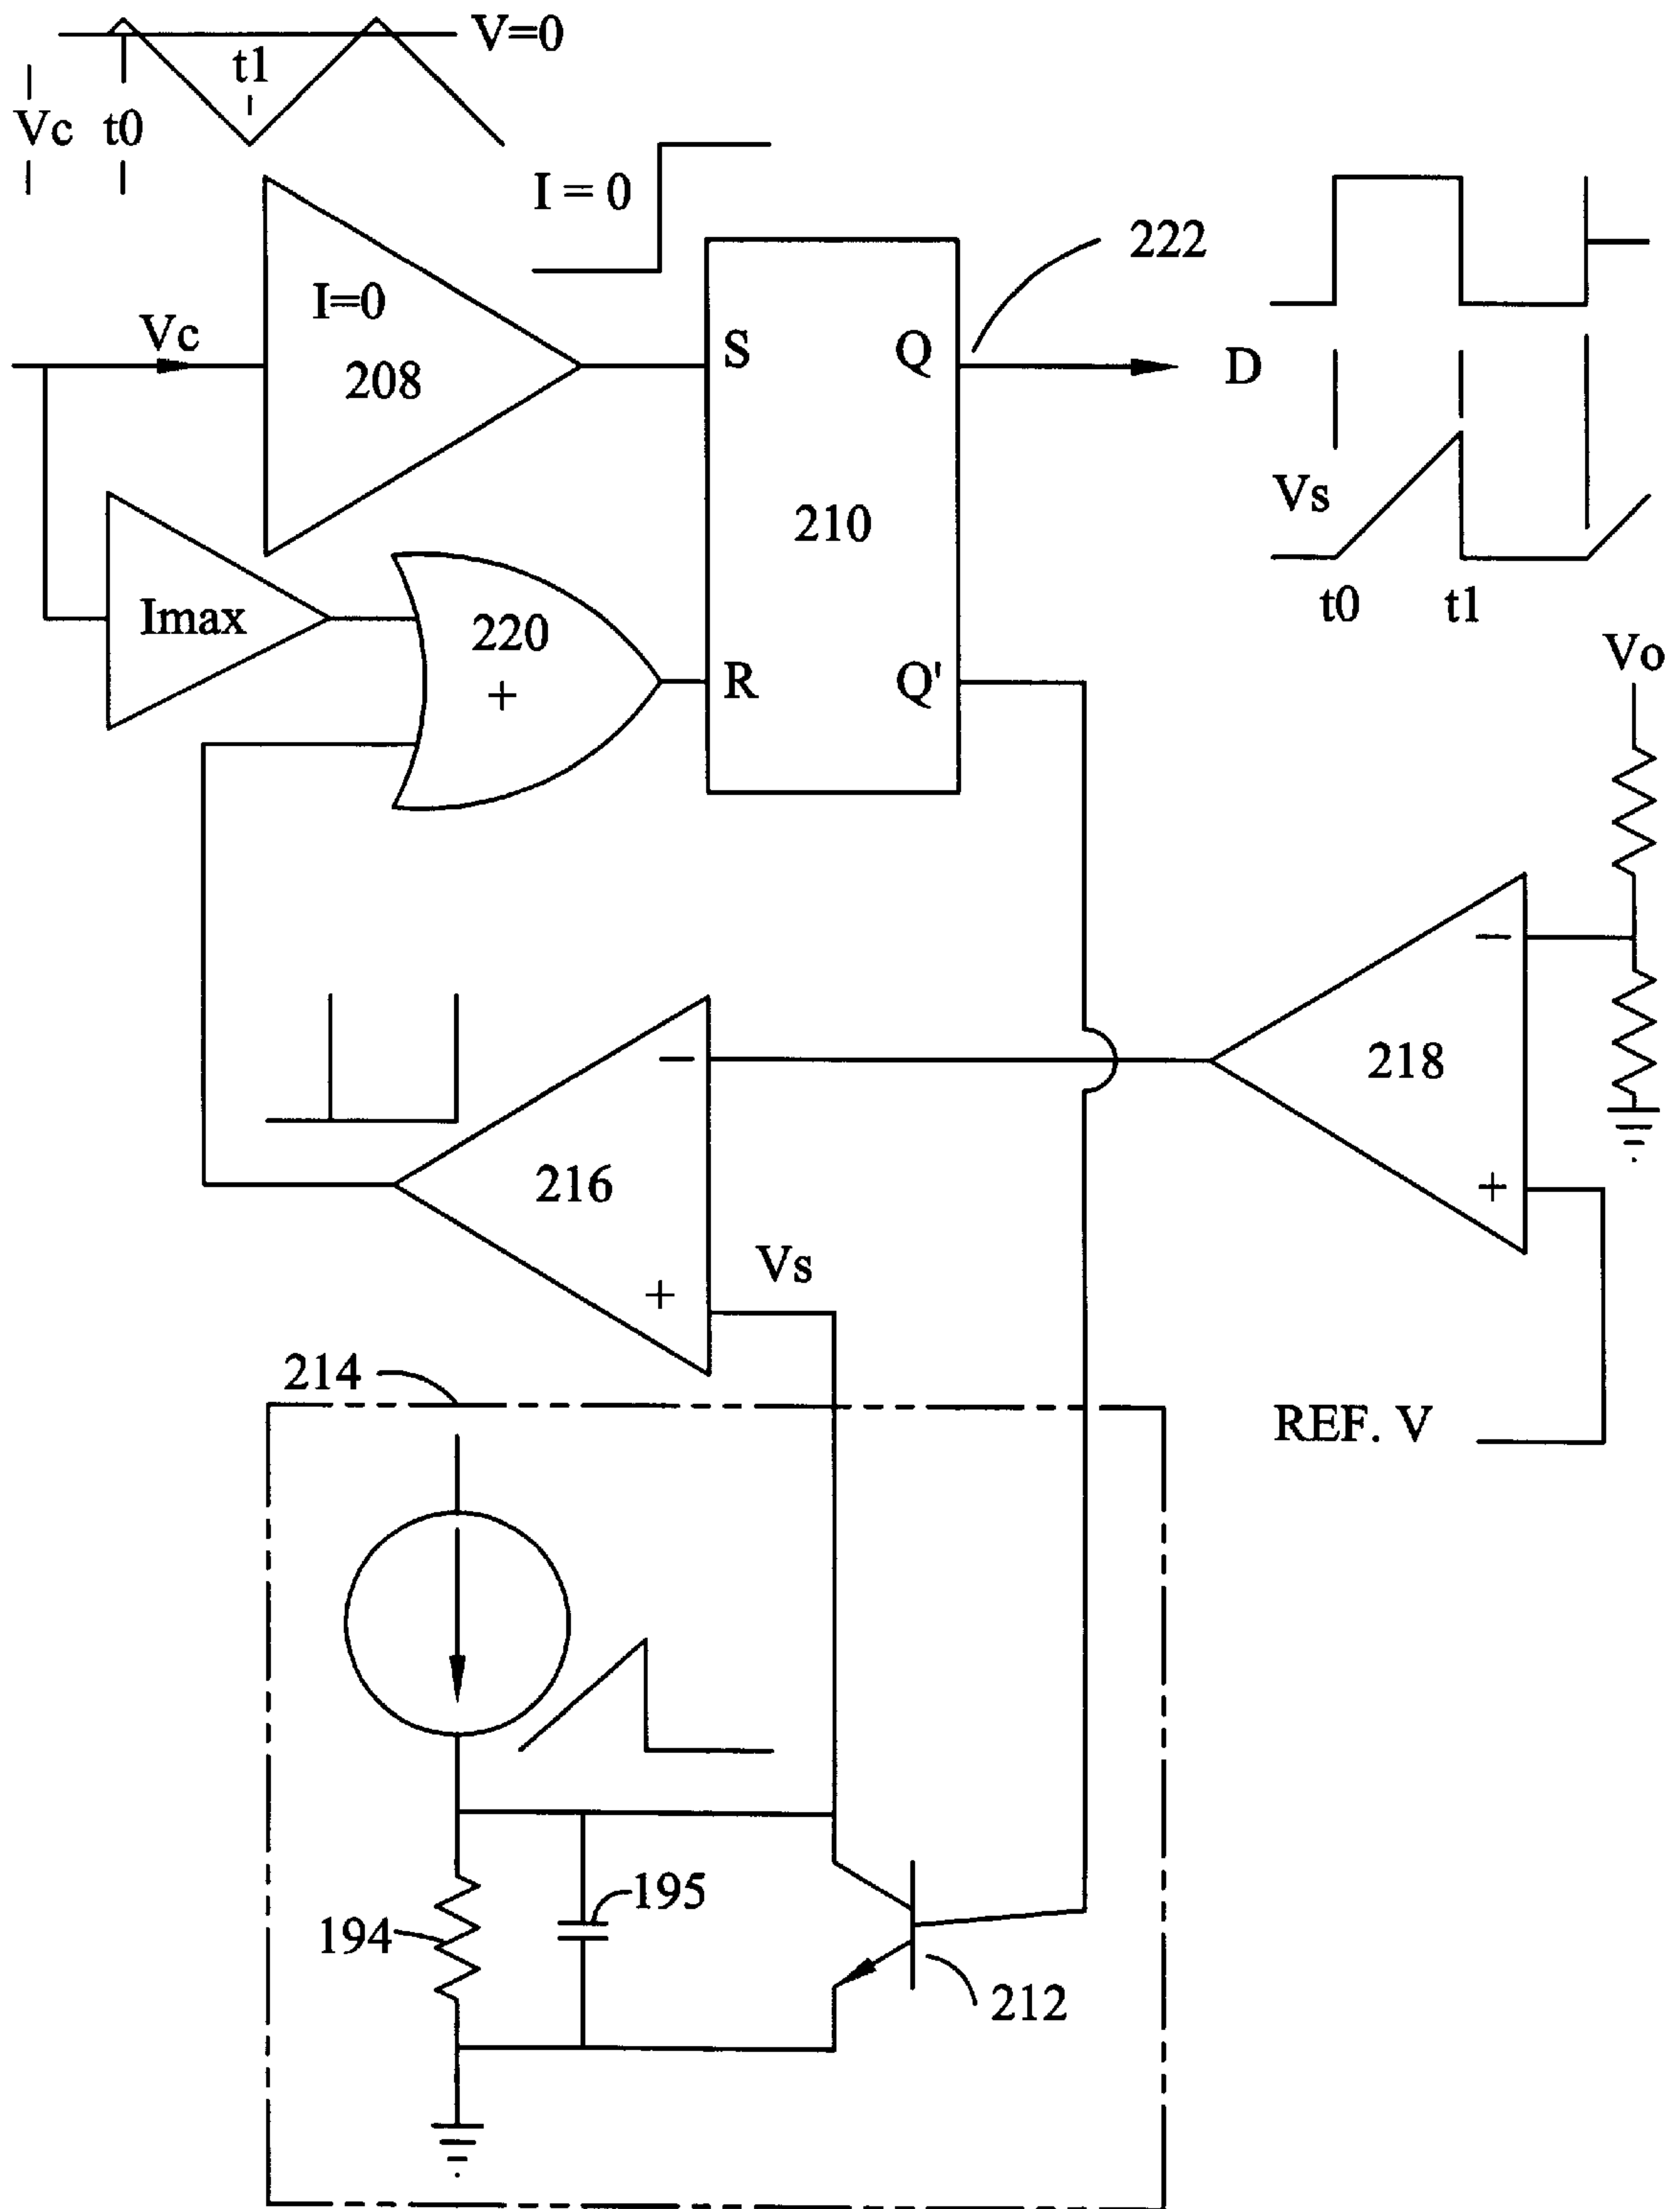 V=0
t1
Vc t0
I = 0
222
I=0
Vc
208
S
Q
D
210
Vs
Imax
220
+
R
Q'
t0
t1
Vo
−
−
218
216
+
+
Vs
214
REF. V
195
194
212